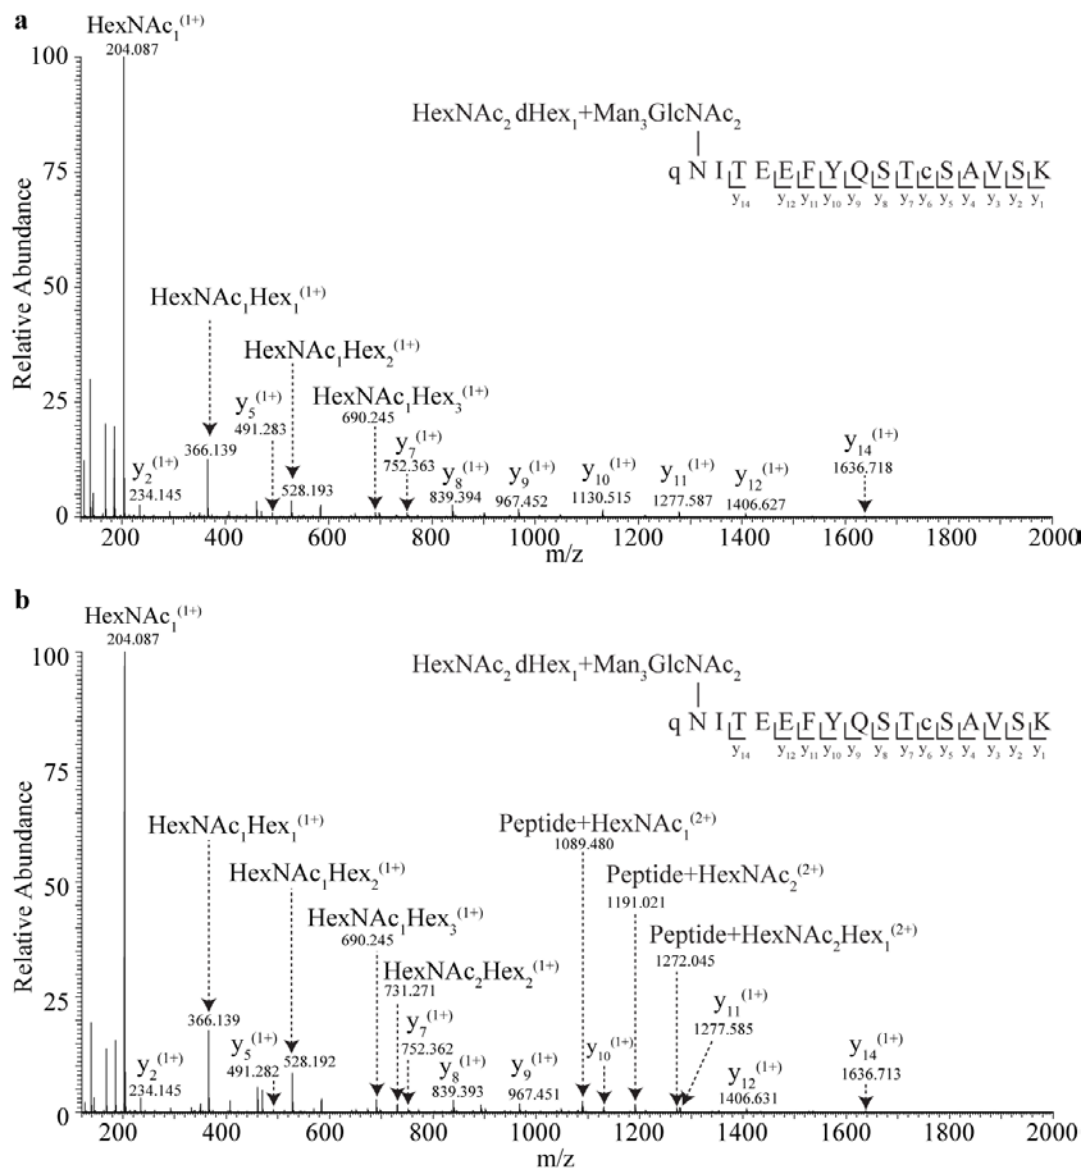 a
HexNAc₁⁽¹⁺⁾
204.087
100
75
50
25
0
Relative Abundance
HexNAc₂ dHex₁+Man₃GlcNAc₂
q N I T E E F Y Q S T c S A V S K
y₁₄ y₁₂ y₁₁ y₁₀ y₉ y₈ y₇ y₆ y₅ y₄ y₃ y₂ y₁
HexNAc₁Hex₁⁽¹⁺⁾
366.139
HexNAc₁Hex₂⁽¹⁺⁾
528.193
HexNAc₁Hex₃⁽¹⁺⁾
690.245
y₂⁽¹⁺⁾
234.145
y₅⁽¹⁺⁾
491.283
y₇⁽¹⁺⁾
752.363
y₈⁽¹⁺⁾
839.394
y₉⁽¹⁺⁾
967.452
y₁₀⁽¹⁺⁾
1130.515
y₁₁⁽¹⁺⁾
1277.587
y₁₂⁽¹⁺⁾
1406.627
y₁₄⁽¹⁺⁾
1636.718
200 400 600 800 1000 1200 1400 1600 1800 2000
m/z
b
HexNAc₁⁽¹⁺⁾
204.087
100
75
50
25
0
Relative Abundance
HexNAc₂ dHex₁+Man₃GlcNAc₂
q N I T E E F Y Q S T c S A V S K
y₁₄ y₁₂ y₁₁ y₁₀ y₉ y₈ y₇ y₆ y₅ y₄ y₃ y₂ y₁
HexNAc₁Hex₁⁽¹⁺⁾
366.139
HexNAc₁Hex₂⁽¹⁺⁾
528.192
HexNAc₁Hex₃⁽¹⁺⁾
690.245
HexNAc₂Hex₂⁽¹⁺⁾
731.271
Peptide+HexNAc₁⁽²⁺⁾
1089.480
Peptide+HexNAc₂⁽²⁺⁾
1191.021
Peptide+HexNAc₂Hex₁⁽²⁺⁾
1272.045
y₂⁽¹⁺⁾
234.145
y₅⁽¹⁺⁾
491.282
y₇⁽¹⁺⁾
752.362
y₈⁽¹⁺⁾
839.393
y₉⁽¹⁺⁾
967.451
y₁₀⁽¹⁺⁾
y₁₁⁽¹⁺⁾
1277.585
y₁₂⁽¹⁺⁾
1406.631
y₁₄⁽¹⁺⁾
1636.713
200 400 600 800 1000 1200 1400 1600 1800 2000
m/z